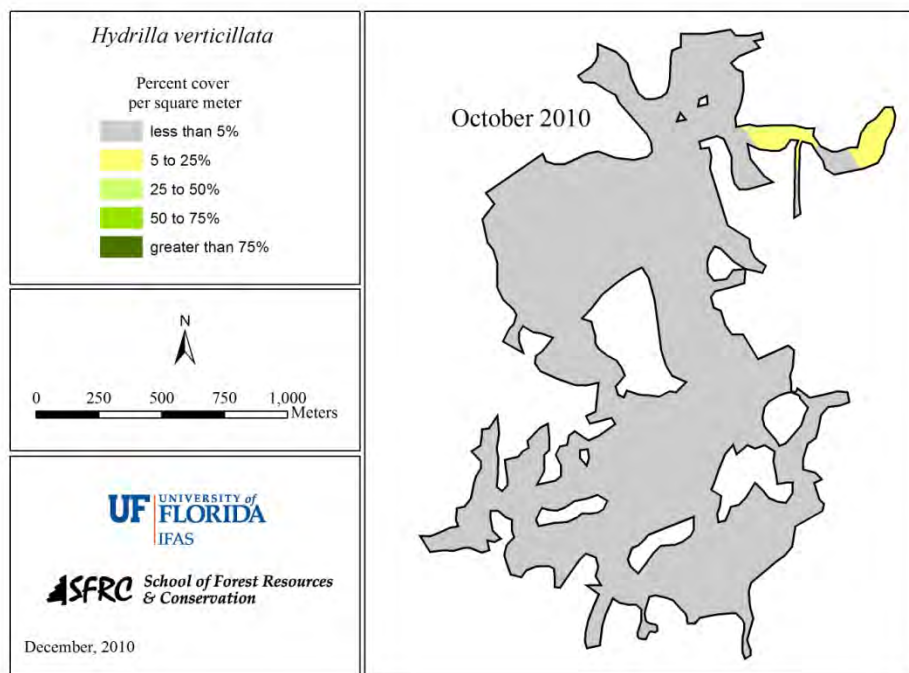 Hydrilla verticillata
Percent cover
per square meter
less than 5%
5 to 25%
25 to 50%
50 to 75%
greater than 75%
N
0 250 500 750 1,000
Meters
UF UNIVERSITY of
FLORIDA
IFAS
SFRC School of Forest Resources
& Conservation
December, 2010
October 2010